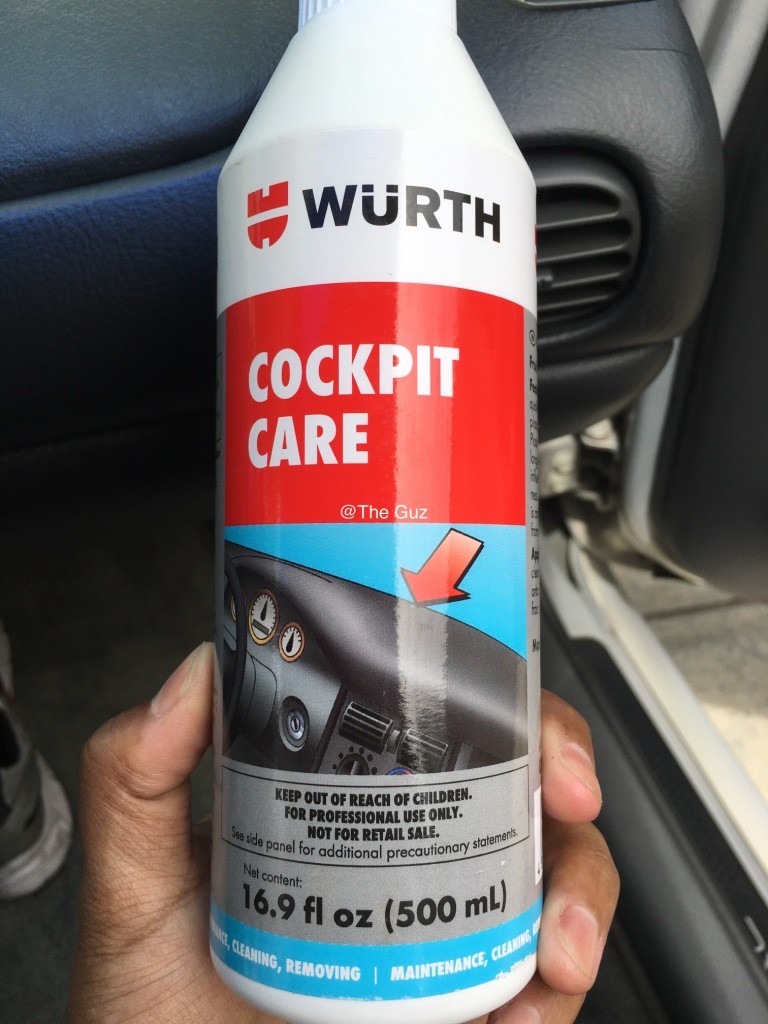 WÜRTH
COCKPIT
CARE
@The Guz
KEEP OUT OF REACH OF CHILDREN.
FOR PROFESSIONAL USE ONLY.
NOT FOR RETAIL SALE.
See side panel for additional precautionary statements.
Net content:
16.9 fl oz (500 mL)
CLEANING, REMOVING | MAINTENANCE, CLEANING,